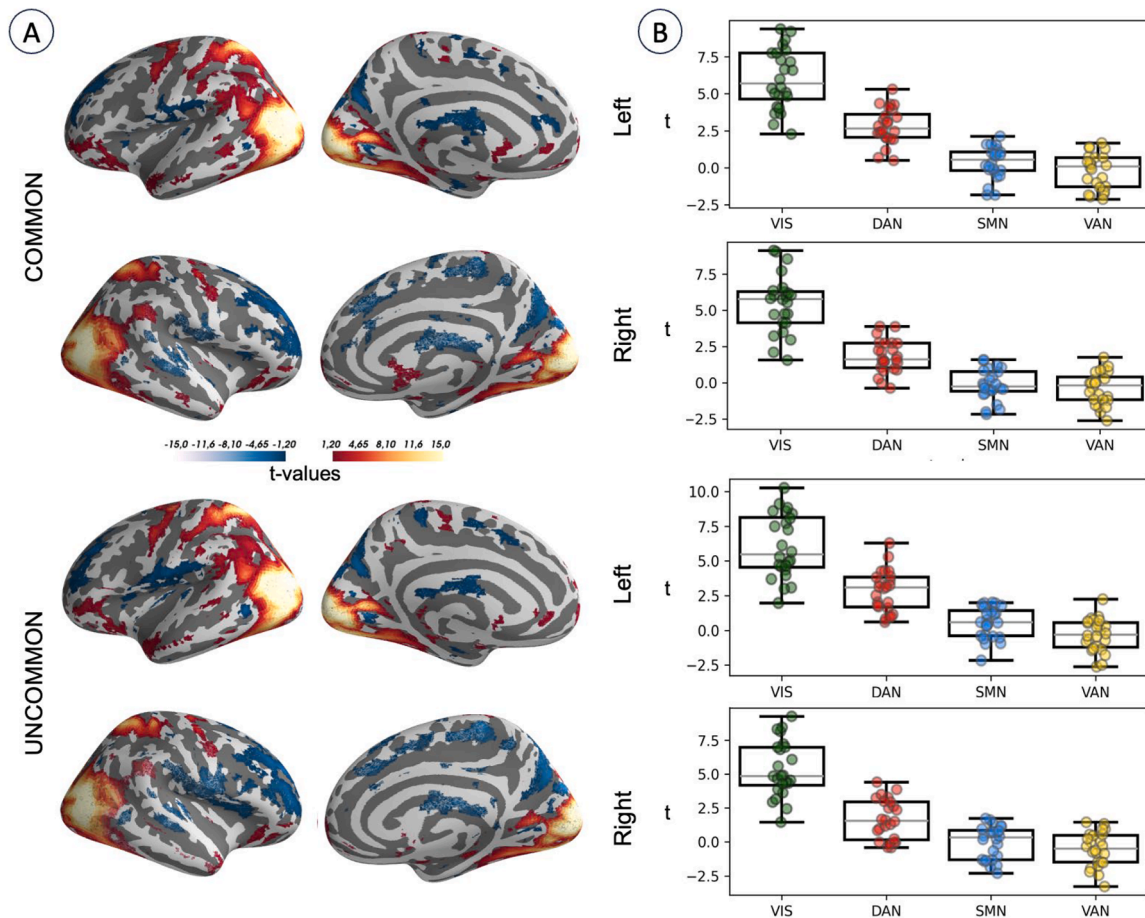 A
B
COMMON
Left
t
7.5
5.0
2.5
0.0
−2.5
VIS DAN SMN VAN
Right
t
7.5
5.0
2.5
0.0
−2.5
VIS DAN SMN VAN
-15,0 -11,6 -8,10 -4,65 -1,20
1,20 4,65 8,10 11,6 15,0
t-values
UNCOMMON
Left
t
10.0
7.5
5.0
2.5
0.0
−2.5
VIS DAN SMN VAN
Right
t
7.5
5.0
2.5
0.0
−2.5
VIS DAN SMN VAN